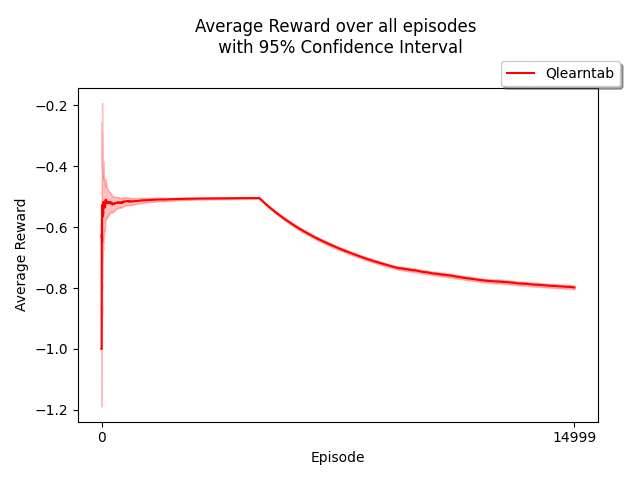 Average Reward over all episodes
with 95% Confidence Interval
Qlearntab
−0.2
−0.4
−0.6
−0.8
−1.0
−1.2
Average Reward
0
14999
Episode